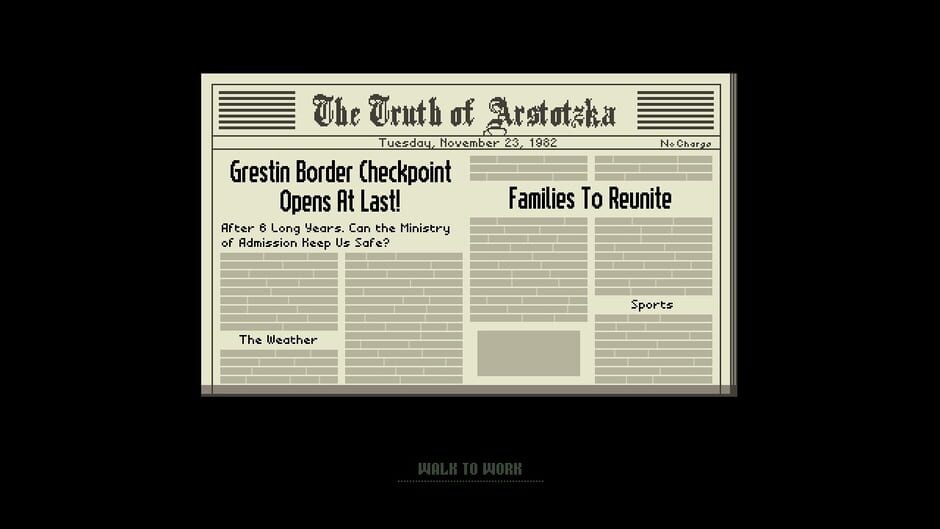 The Truth of Arstotzka
Tuesday, November 23, 1982
No Charge
Grestin Border Checkpoint
Opens At Last!
After 6 Long Years. Can the Ministry
of Admission Keep Us Safe?
The Weather
Families To Reunite
Sports
WALK TO WORK